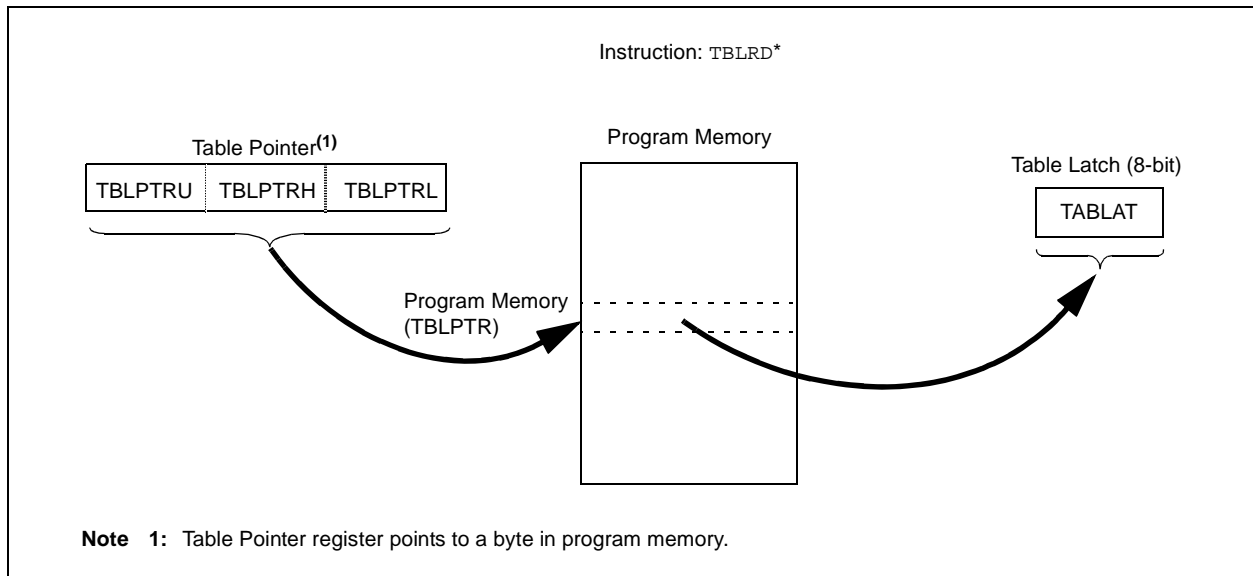 Instruction: TBLRD*
Table Pointer(1)
TBLPTRU TBLPTRH TBLPTRL
Program Memory
Table Latch (8-bit)
TABLAT
Program Memory
(TBLPTR)
Note 1: Table Pointer register points to a byte in program memory.